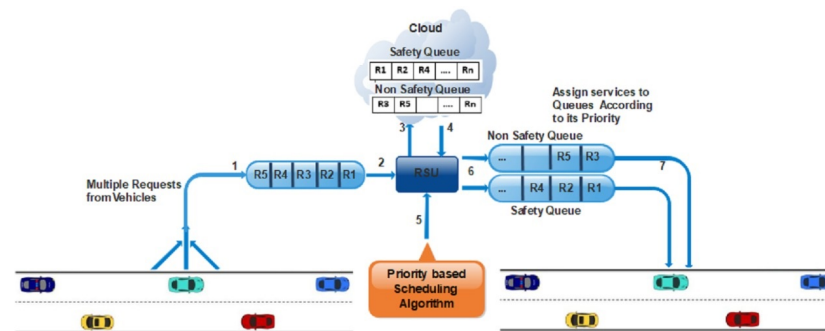 Cloud
Safety Queue
R1 R2 R4 .... Rn
Non Safety Queue
R3 R5 .... Rn
3 4
Assign services to
Queues According
to its Priority
Non Safety Queue
... R5 R3
1
R5 R4 R3 R2 R1
2
RSU
6
7
... R4 R2 R1
Safety Queue
Multiple Requests
from Vehicles
5
Priority based
Scheduling
Algorithm